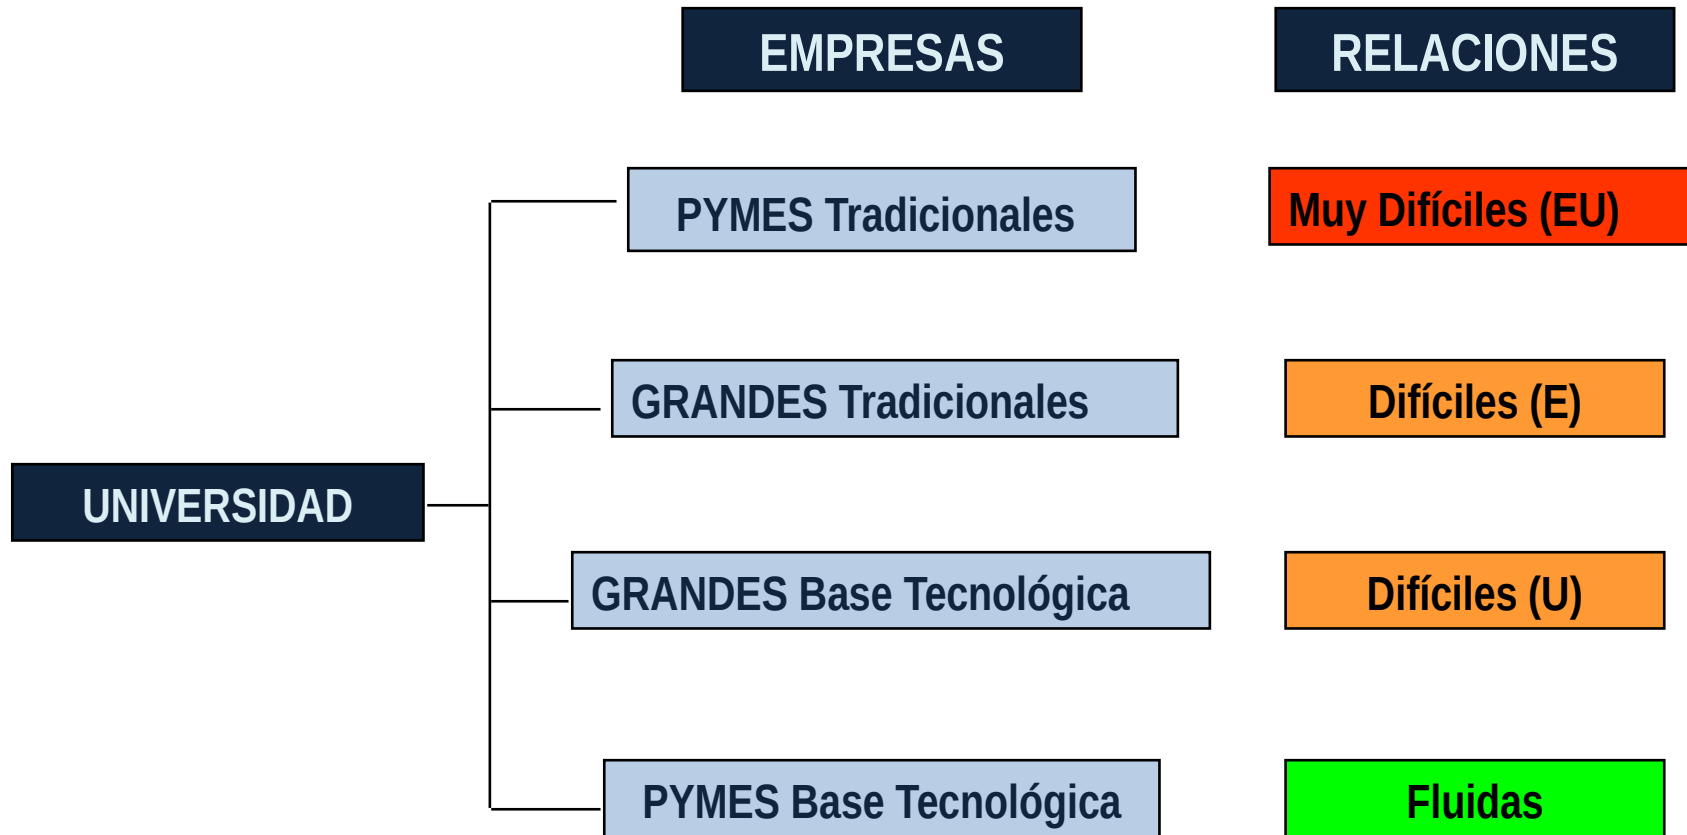 EMPRESAS
RELACIONES
PYMES Tradicionales
Muy Difíciles (EU)
GRANDES Tradicionales
Difíciles (E)
UNIVERSIDAD
GRANDES Base Tecnológica
Difíciles (U)
PYMES Base Tecnológica
Fluidas